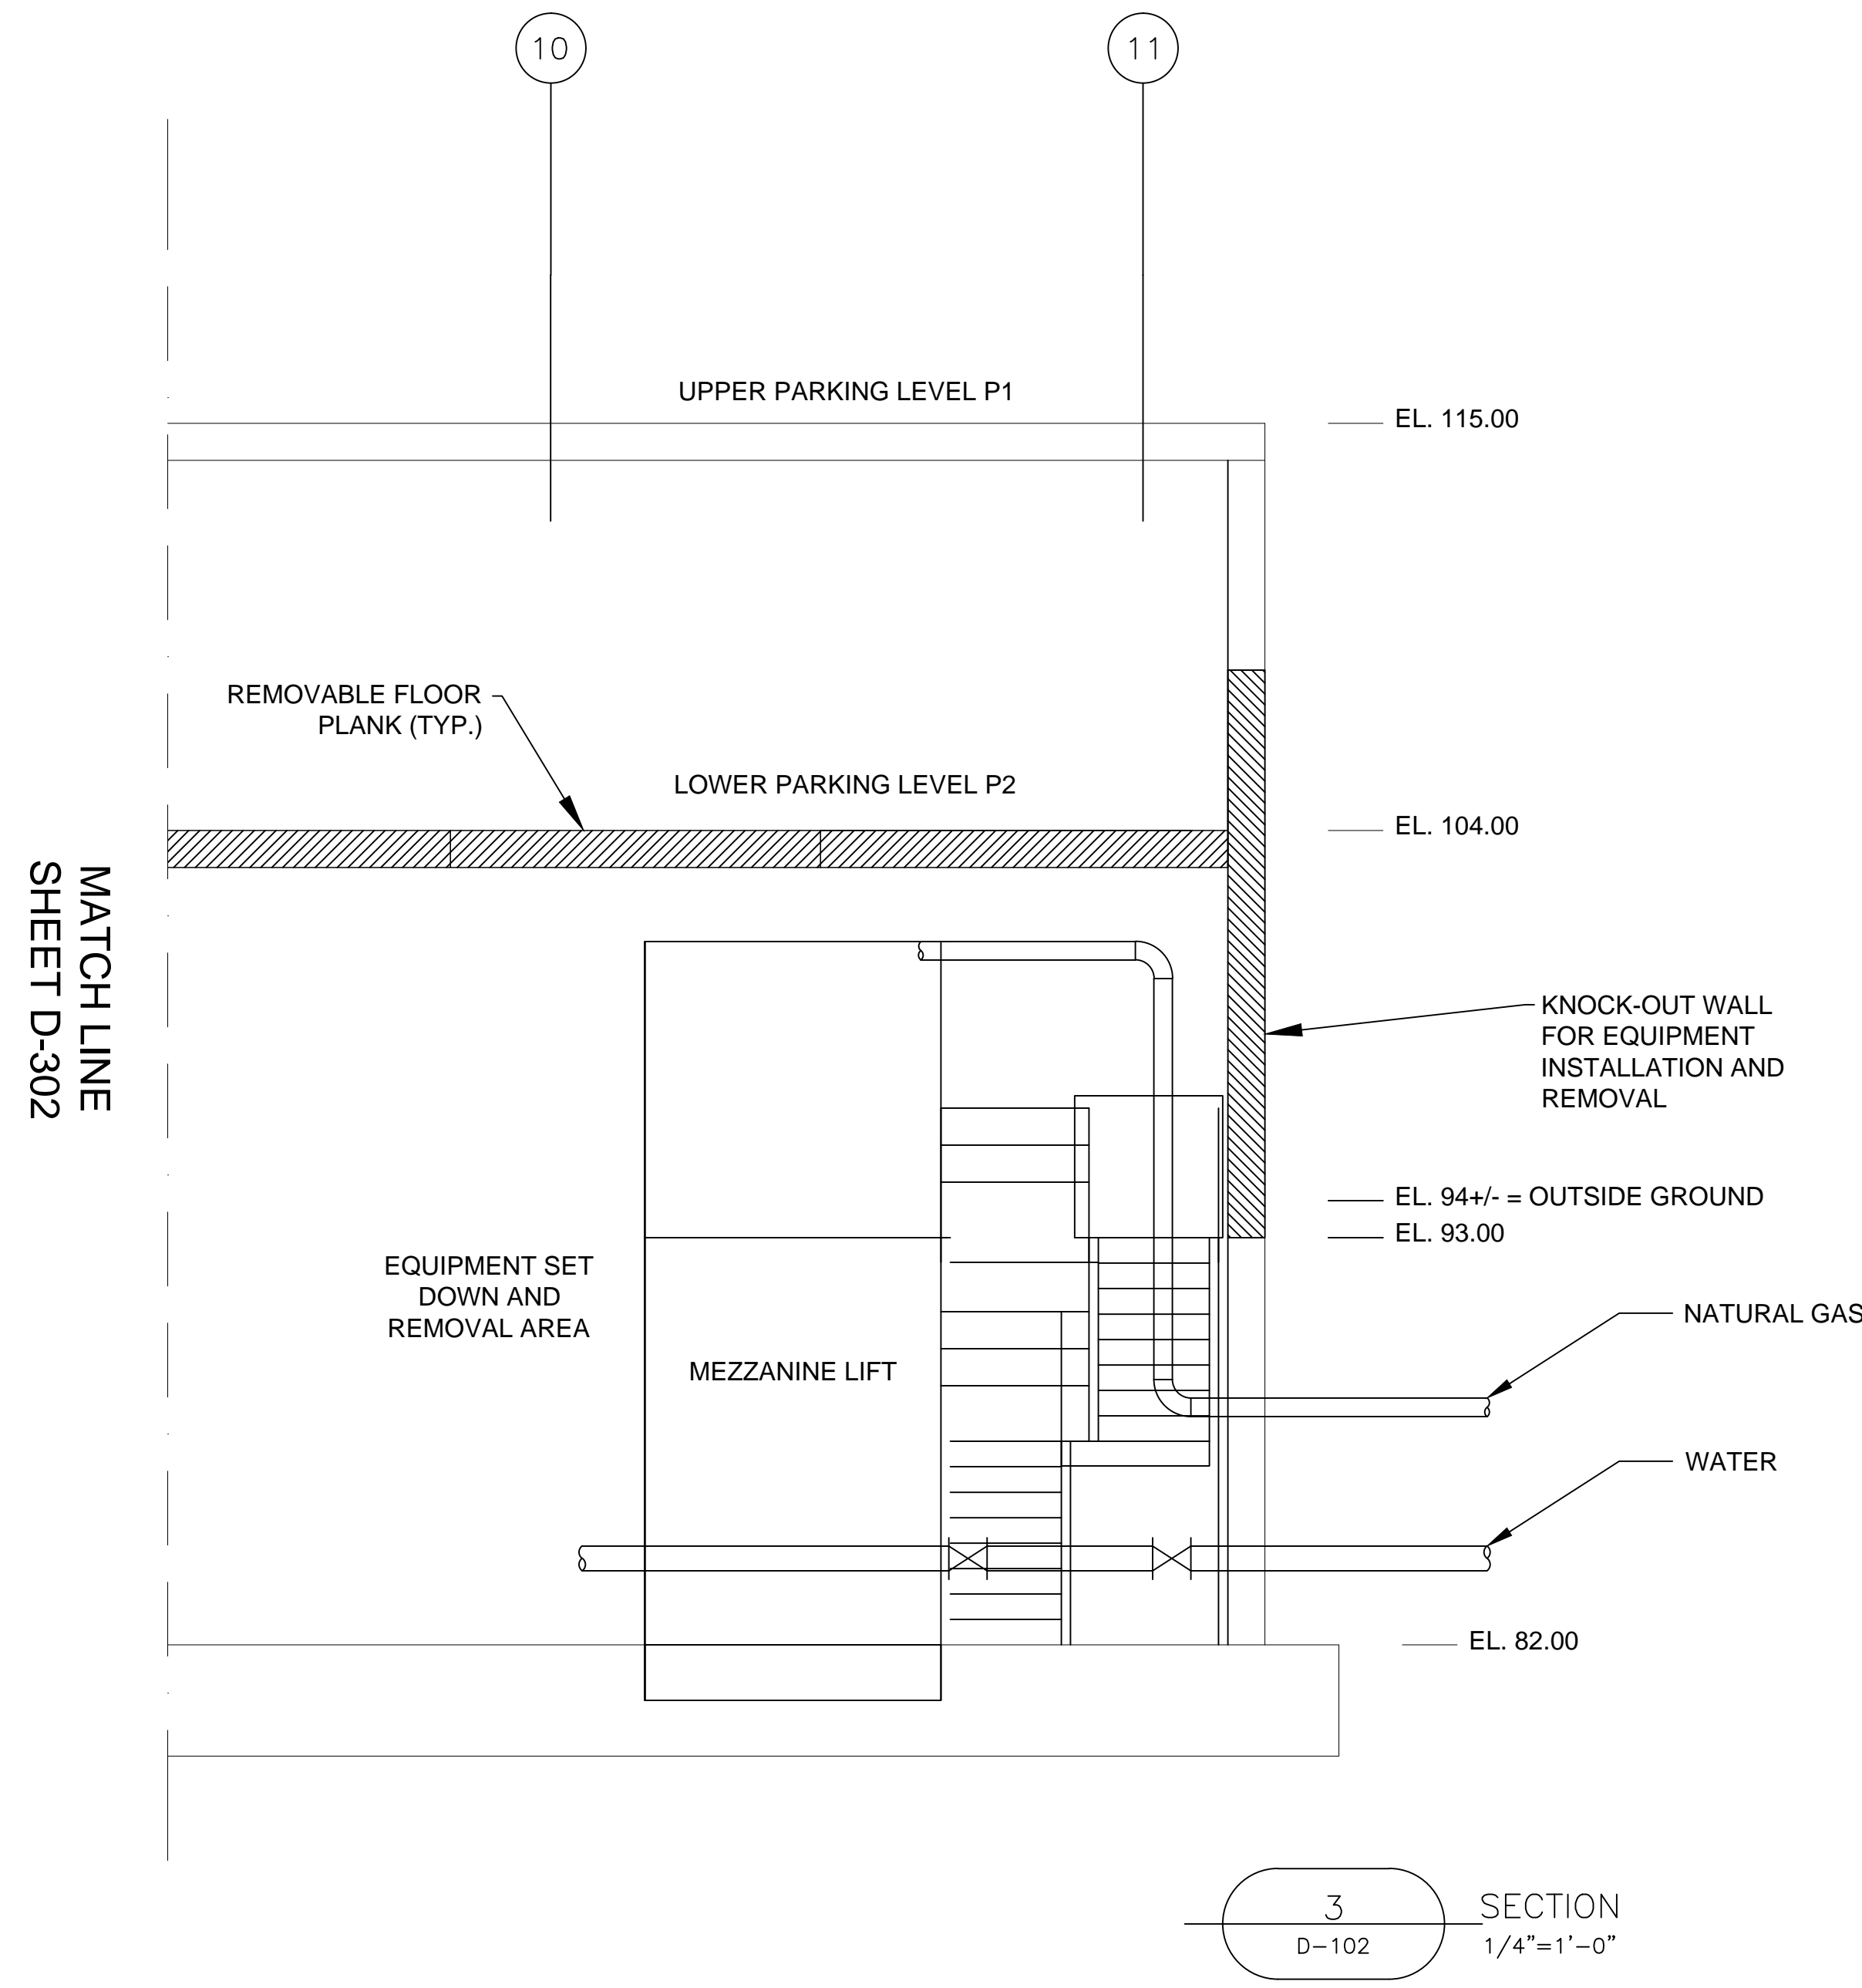 10
11
UPPER PARKING LEVEL P1
EL. 115.00
REMOVABLE FLOOR
PLANK (TYP.)
LOWER PARKING LEVEL P2
EL. 104.00
MATCH LINE
SHEET D-302
KNOCK-OUT WALL
FOR EQUIPMENT
INSTALLATION AND
REMOVAL
EL. 94+/- = OUTSIDE GROUND
EL. 93.00
EQUIPMENT SET
DOWN AND
REMOVAL AREA
NATURAL GAS
MEZZANINE LIFT
WATER
EL. 82.00
3
D-102
SECTION
1/4"=1'-0"